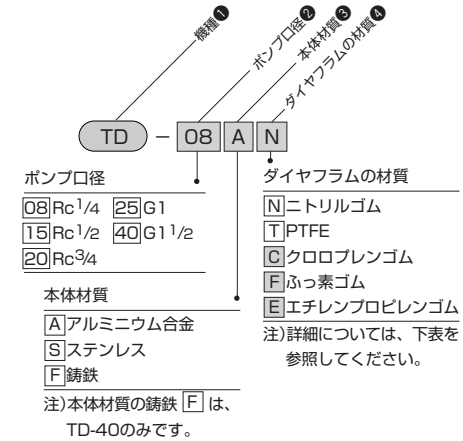 機種❶
ポンプ口径❷
本体材質❸
ダイヤフラムの材質❹
TD − 08 A N
ポンプ口径
08 Rc1/4 25 G1
15 Rc1/2 40 G11/2
20 Rc3/4
本体材質
A アルミニウム合金
S ステンレス
F 鋳鉄
注)本体材質の鋳鉄 F は、
TD-40のみです。
ダイヤフラムの材質
N ニトリルゴム
T PTFE
C クロロプレンゴム
F ふっ素ゴム
E エチレンプロピレンゴム
注)詳細については、下表を
参照してください。